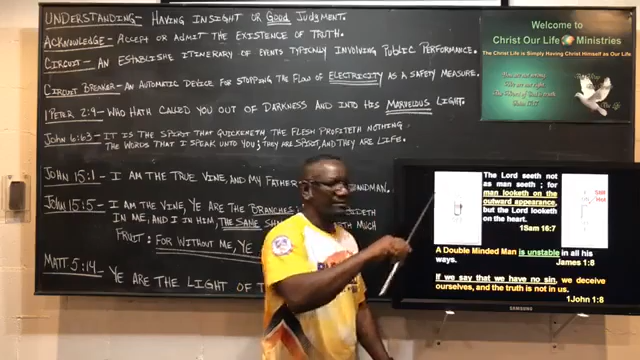 UNDERSTANDING- HAVING INSIGHT OR GOOD JUDGMENT.
ACKNOWLEDGE- ACCEPT OR ADMIT THE EXISTENCE OF TRUTH.
CIRCUIT- AN ESTABLISHE ITINERARY OF EVENTS TYPICALLY INVOLVING PUBLIC PERFORMANCE.
CIRCUIT BREAKER- AN AUTOMATIC DEVICE FOR STOPPING THE FLOW OF ELECTRICITY AS A SAFETY MEASURE.
1 PETER 2:9- WHO HATH CALLED YOU OUT OF DARKNESS AND INTO HIS MARVELOUS LIGHT.
JOHN 6:63- IT IS THE SPIRIT THAT QUICKENETH THE FLESH PROFITETH NOTHING
THE WORDS THAT I SPEAK UNTO YOU; THEY ARE SPIRIT, AND THEY ARE LIFE.
JOHN 15:1- I AM THE TRUE VINE, AND MY FATHER
JOHN 15:5- I AM THE VINE, YE ARE THE BRANCHES
IN ME, AND I IN HIM, THE SAME MUCH
FRUIT: FOR WITHOUT ME, YE
MATT 5:14- YE ARE THE LIGHT OF
Welcome to
Christ Our Life Ministries
The Christ Life is Simply Having Christ Himself as Our Life
The Way
The Life
The Lord seeth not
as man seeth ; for
man looketh on the
outward appearance,
but the Lord looketh
on the heart.
1Sam 16:7
A Double Minded Man is unstable in all his
ways.
James 1:8
If we say that we have no sin, we deceive
ourselves, and the truth is not in us.
1John 1:8
SAMSUNG